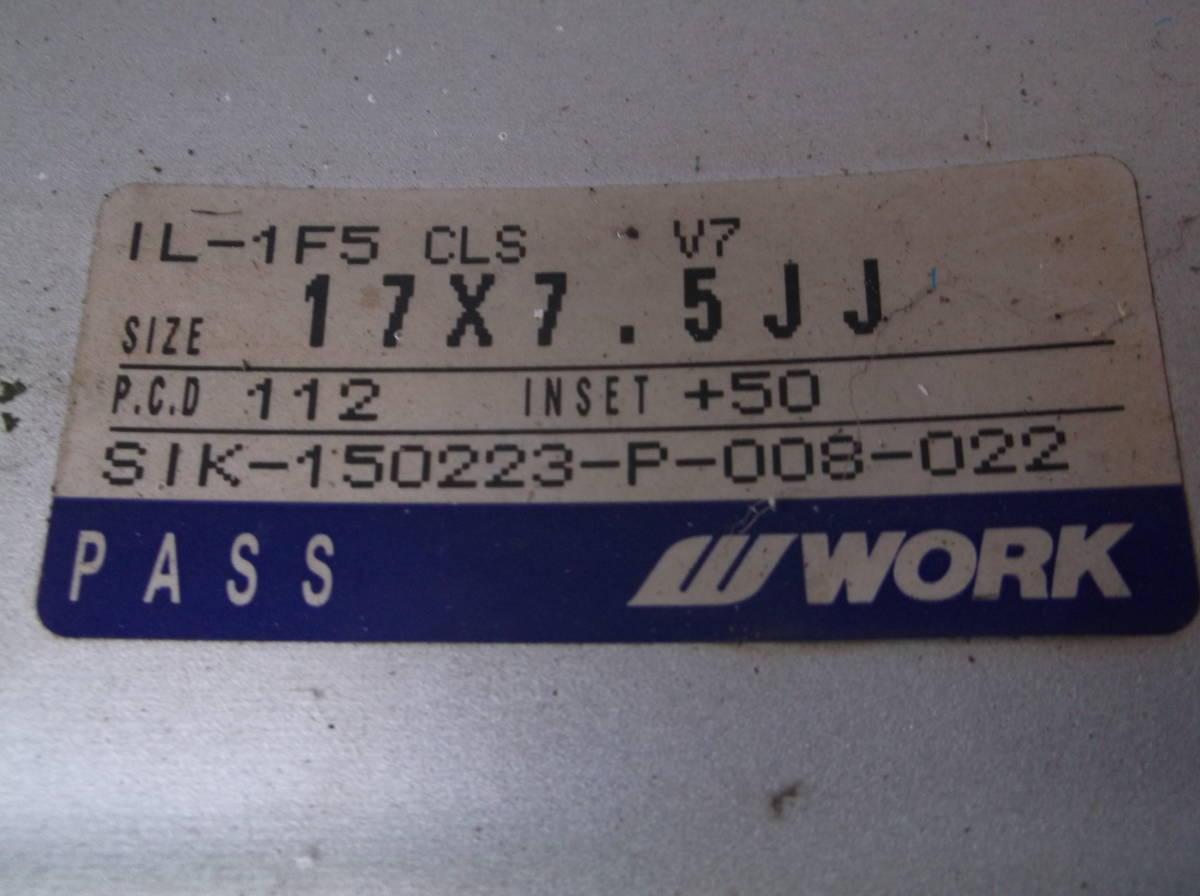 IL-1F5 CLS V7
SIZE 17X7.5JJ
P.C.D 112 INSET +50
SIK-150223-P-008-022
PASS WORK